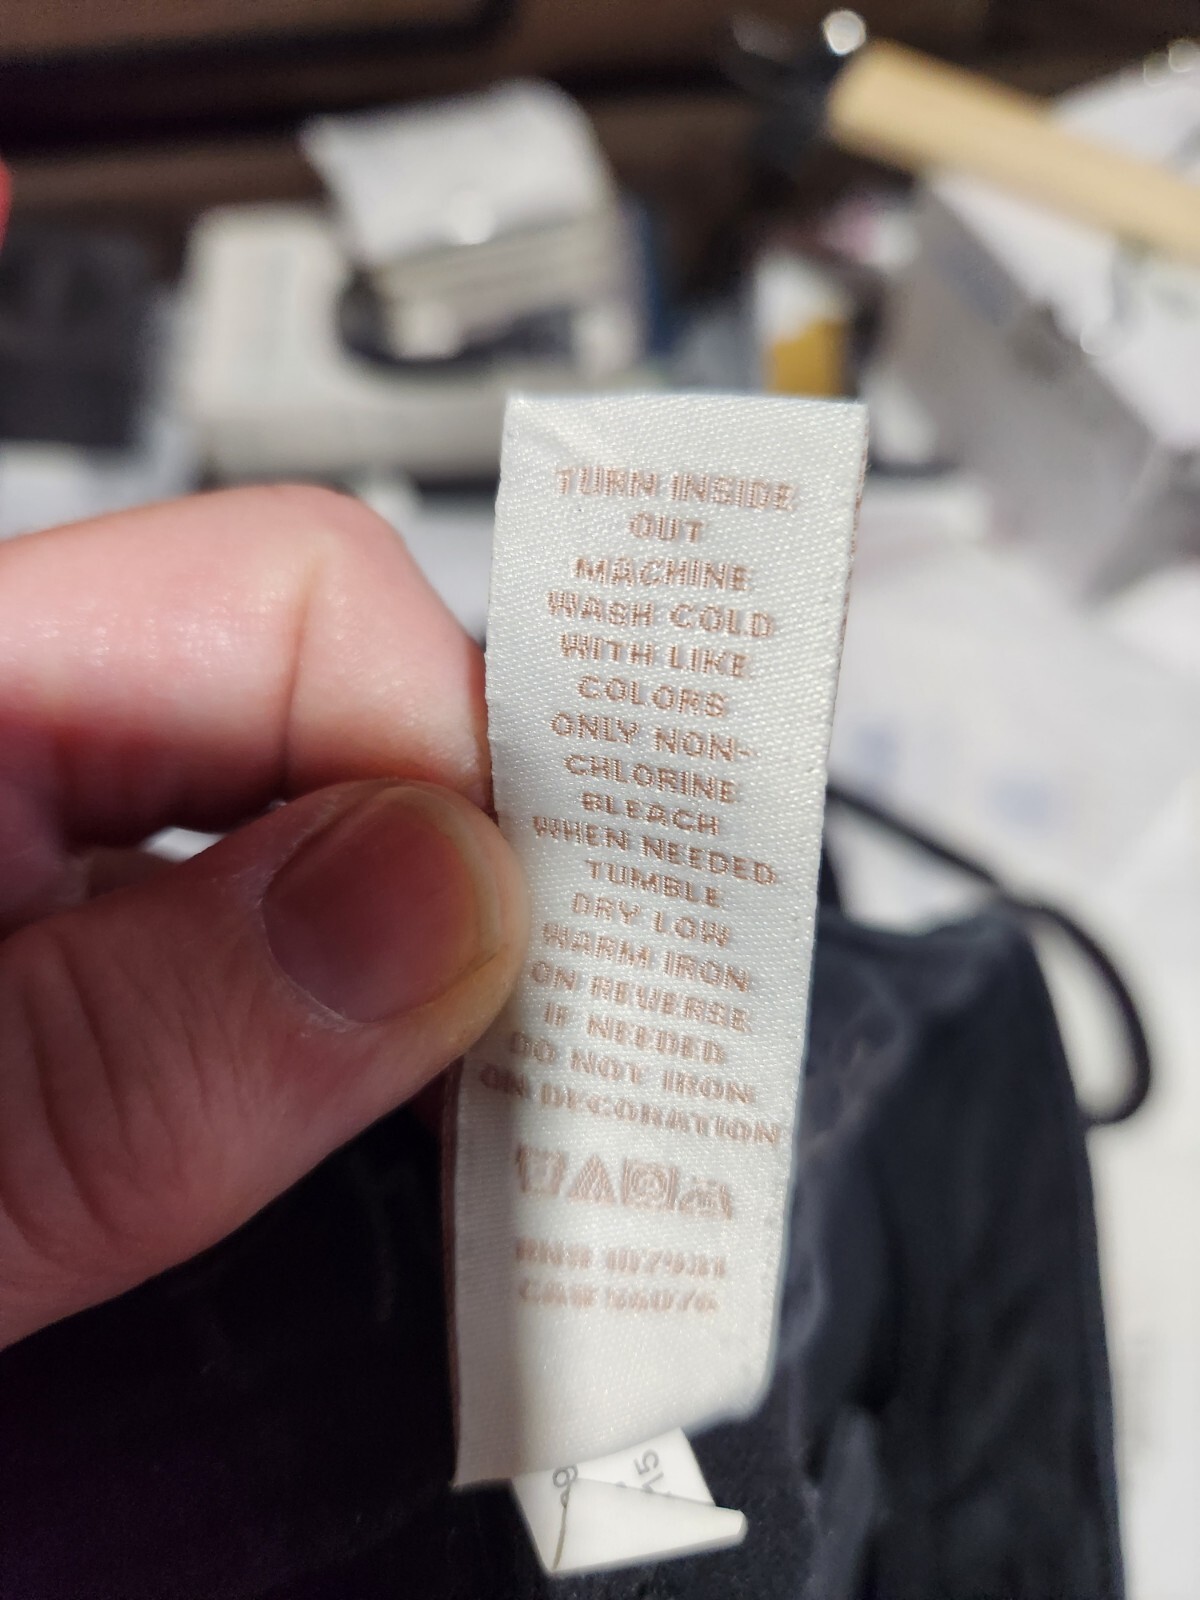 TURN INSIDE
OUT
MACHINE
WASH COLD
WITH LIKE
COLORS
ONLY NON-
CHLORINE
BLEACH
WHEN NEEDED
TUMBLE
DRY LOW
WARM IRON
ON REVERSE
IF NEEDED
DO NOT IRON
ON DECORATION
15